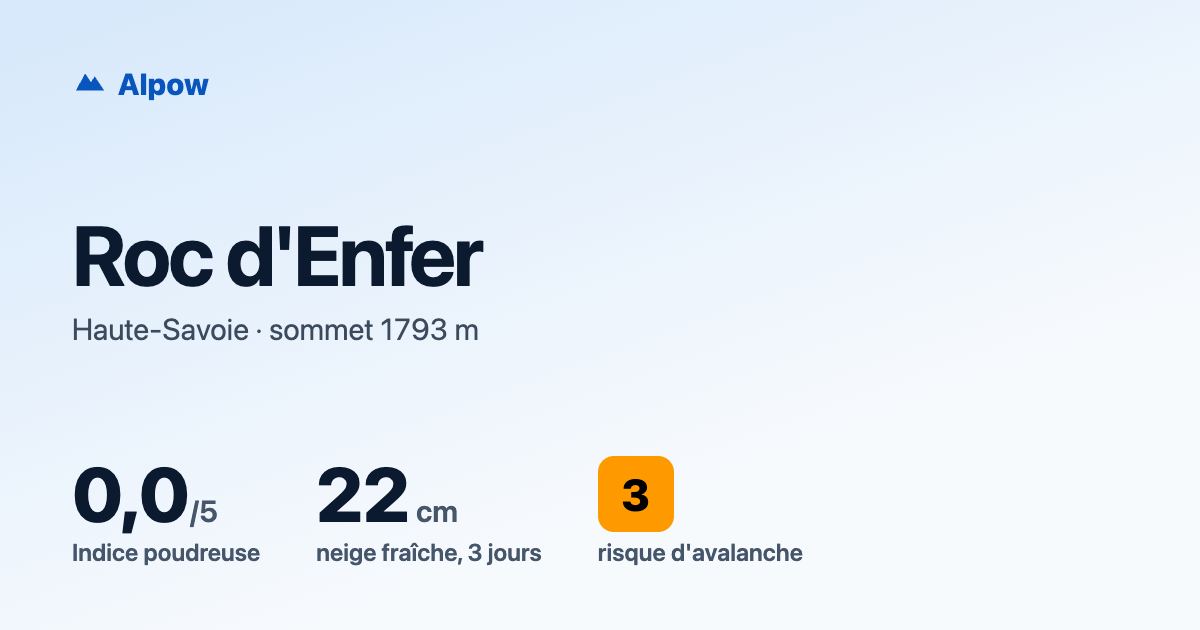 Alpow
Roc d'Enfer
Haute-Savoie · sommet 1793 m
0,0/5
Indice poudreuse
22 cm
neige fraîche, 3 jours
3
risque d'avalanche